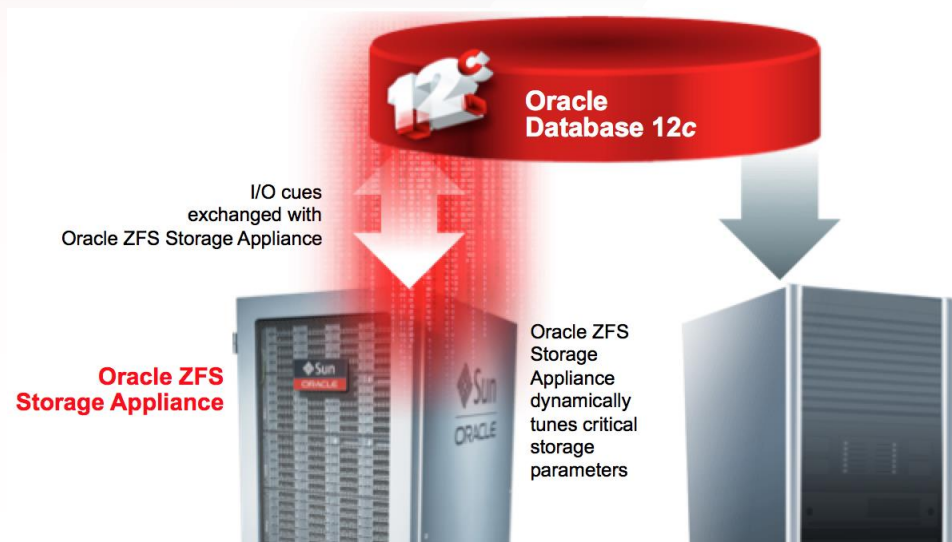 12c
Oracle
Database 12c
I/O cues
exchanged with
Oracle ZFS Storage Appliance
Oracle ZFS
Storage Appliance
Sun
ORACLE
Sun
ORACLE
Oracle ZFS
Storage
Appliance
dynamically
tunes critical
storage
parameters